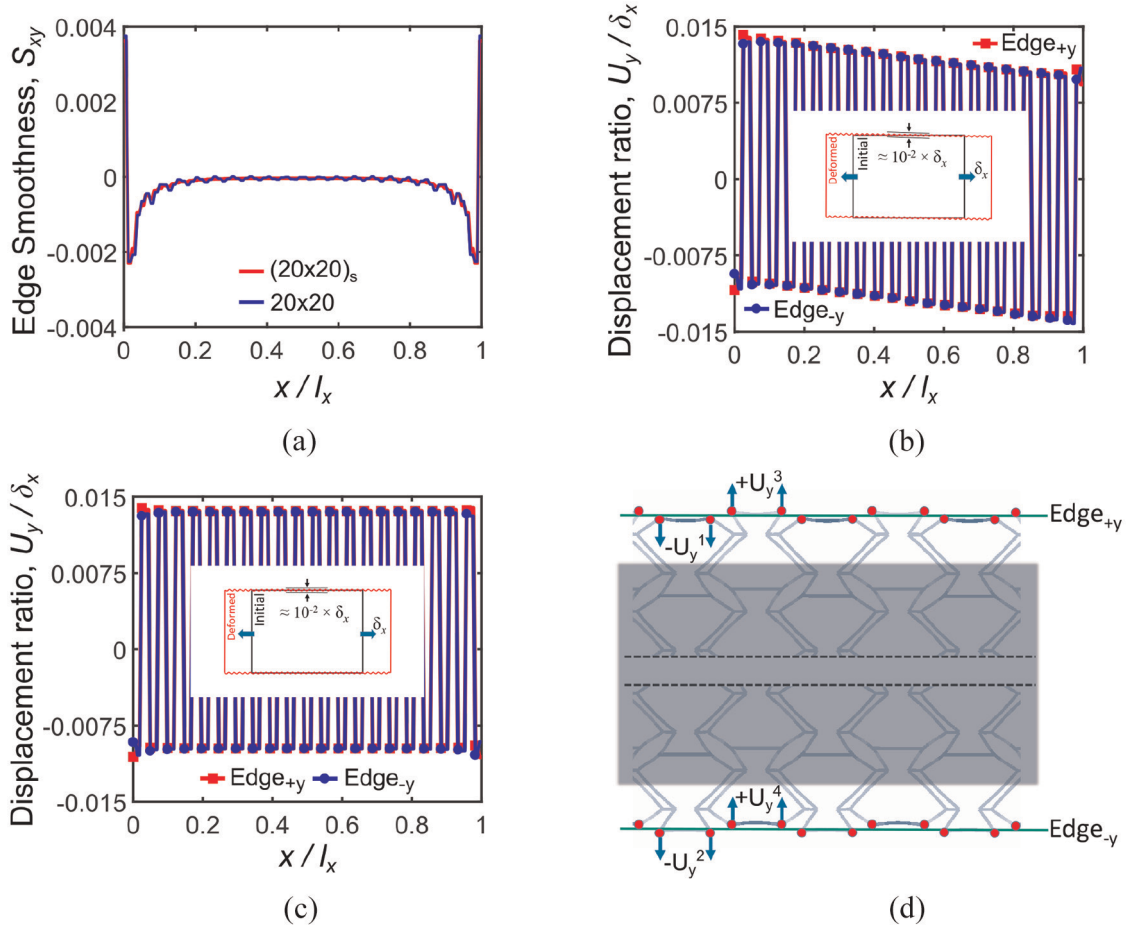 0.004
0.002
0
-0.002
-0.004
Edge Smoothness, Sxy
(20x20)s
20x20
0 0.2 0.4 0.6 0.8 1
x / lx
(a)
0.015
0.0075
0
-0.0075
-0.015
Displacement ratio, Uy / δx
Edge+y
Deformed
Initial
≈ 10-2 × δx
δx
Edge-y
0 0.2 0.4 0.6 0.8 1
x / lx
(b)
0.015
0.0075
0
-0.0075
-0.015
Displacement ratio, Uy / δx
Deformed
Initial
≈ 10-2 × δx
δx
Edge+y Edge-y
0 0.2 0.4 0.6 0.8 1
x / lx
(c)
+Uy3
Edge+y
-Uy1
+Uy4
Edge-y
-Uy2
(d)